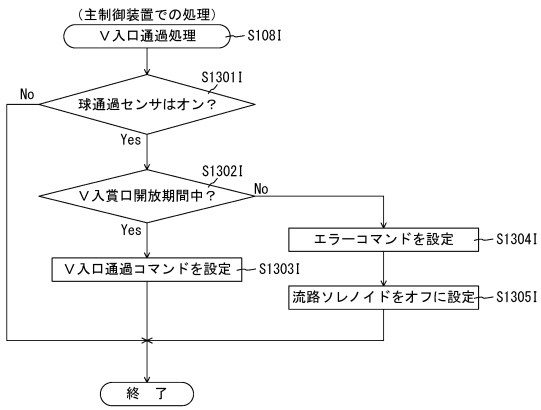 （主制御装置での処理）
Ｖ入口通過処理
S108I
S1301I
球通過センサはオン？
No
Yes
S1302I
Ｖ入賞口開放期間中？
No
Yes
エラーコマンドを設定
S1304I
Ｖ入口通過コマンドを設定
S1303I
流路ソレノイドをオフに設定
S1305I
終　了